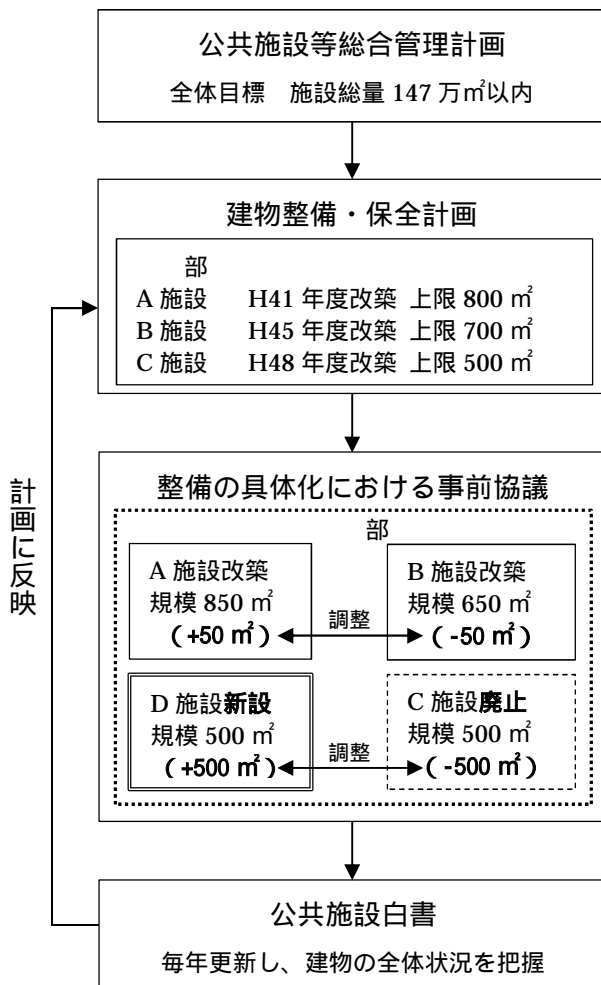 公共施設等総合管理計画
全体目標　施設総量 147 万㎡以内
建物整備・保全計画
部
A 施設　H41 年度改築 上限 800 ㎡
B 施設　H45 年度改築 上限 700 ㎡
C 施設　H48 年度改築 上限 500 ㎡
計画に反映
整備の具体化における事前協議
部
A 施設改築
規模 850 ㎡
（+50 ㎡）
調整
B 施設改築
規模 650 ㎡
（-50 ㎡）
D 施設新設
規模 500 ㎡
（+500 ㎡）
調整
C 施設廃止
規模 500 ㎡
（-500 ㎡）
公共施設白書
毎年更新し、建物の全体状況を把握